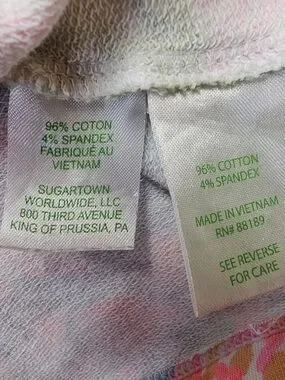 96% COTON
4% SPANDEX
FABRIQUÉ AU
VIETNAM
SUGARTOWN
WORLDWIDE, LLC
800 THIRD AVENUE
KING OF PRUSSIA, PA
96% COTTON
4% SPANDEX
MADE IN VIETNAM
RN# 88189
SEE REVERSE
FOR CARE